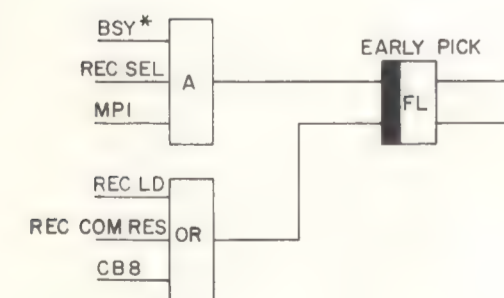 BSY*
REC SEL
MPI
A
EARLY PICK
FL
REC LD
REC COM RES
CB8
OR